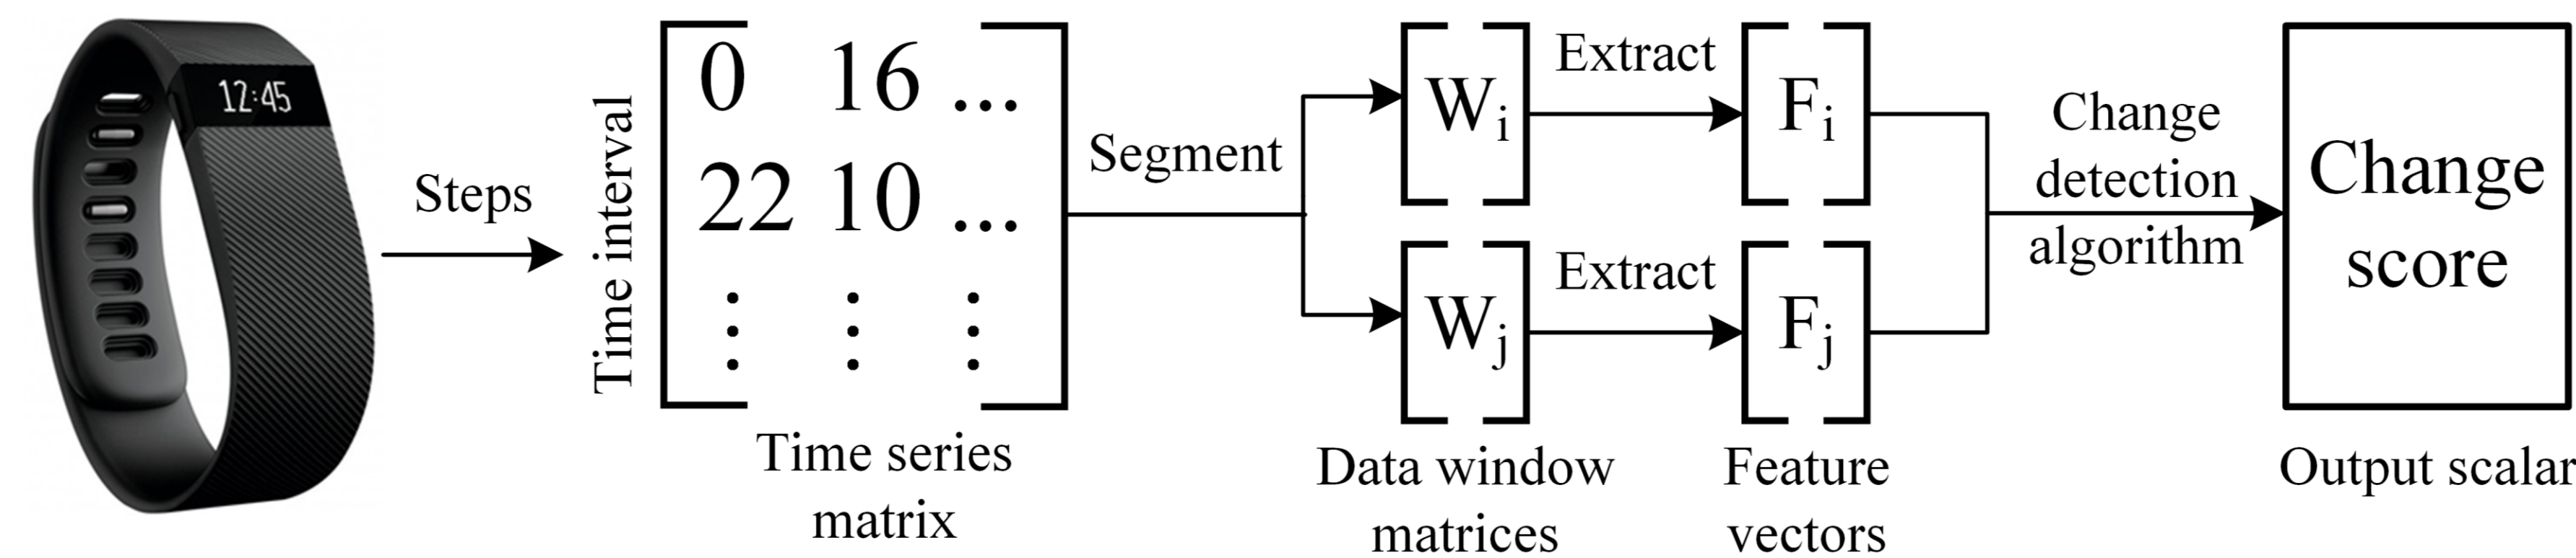 12:45
Steps
Time interval
0 16 ...
22 10 ...
⋮ ⋮ ⋮
Time series
matrix
Segment
Wi
Extract
Fi
Wj
Extract
Fj
Data window
matrices
Feature
vectors
Change
detection
algorithm
Change
score
Output scalar